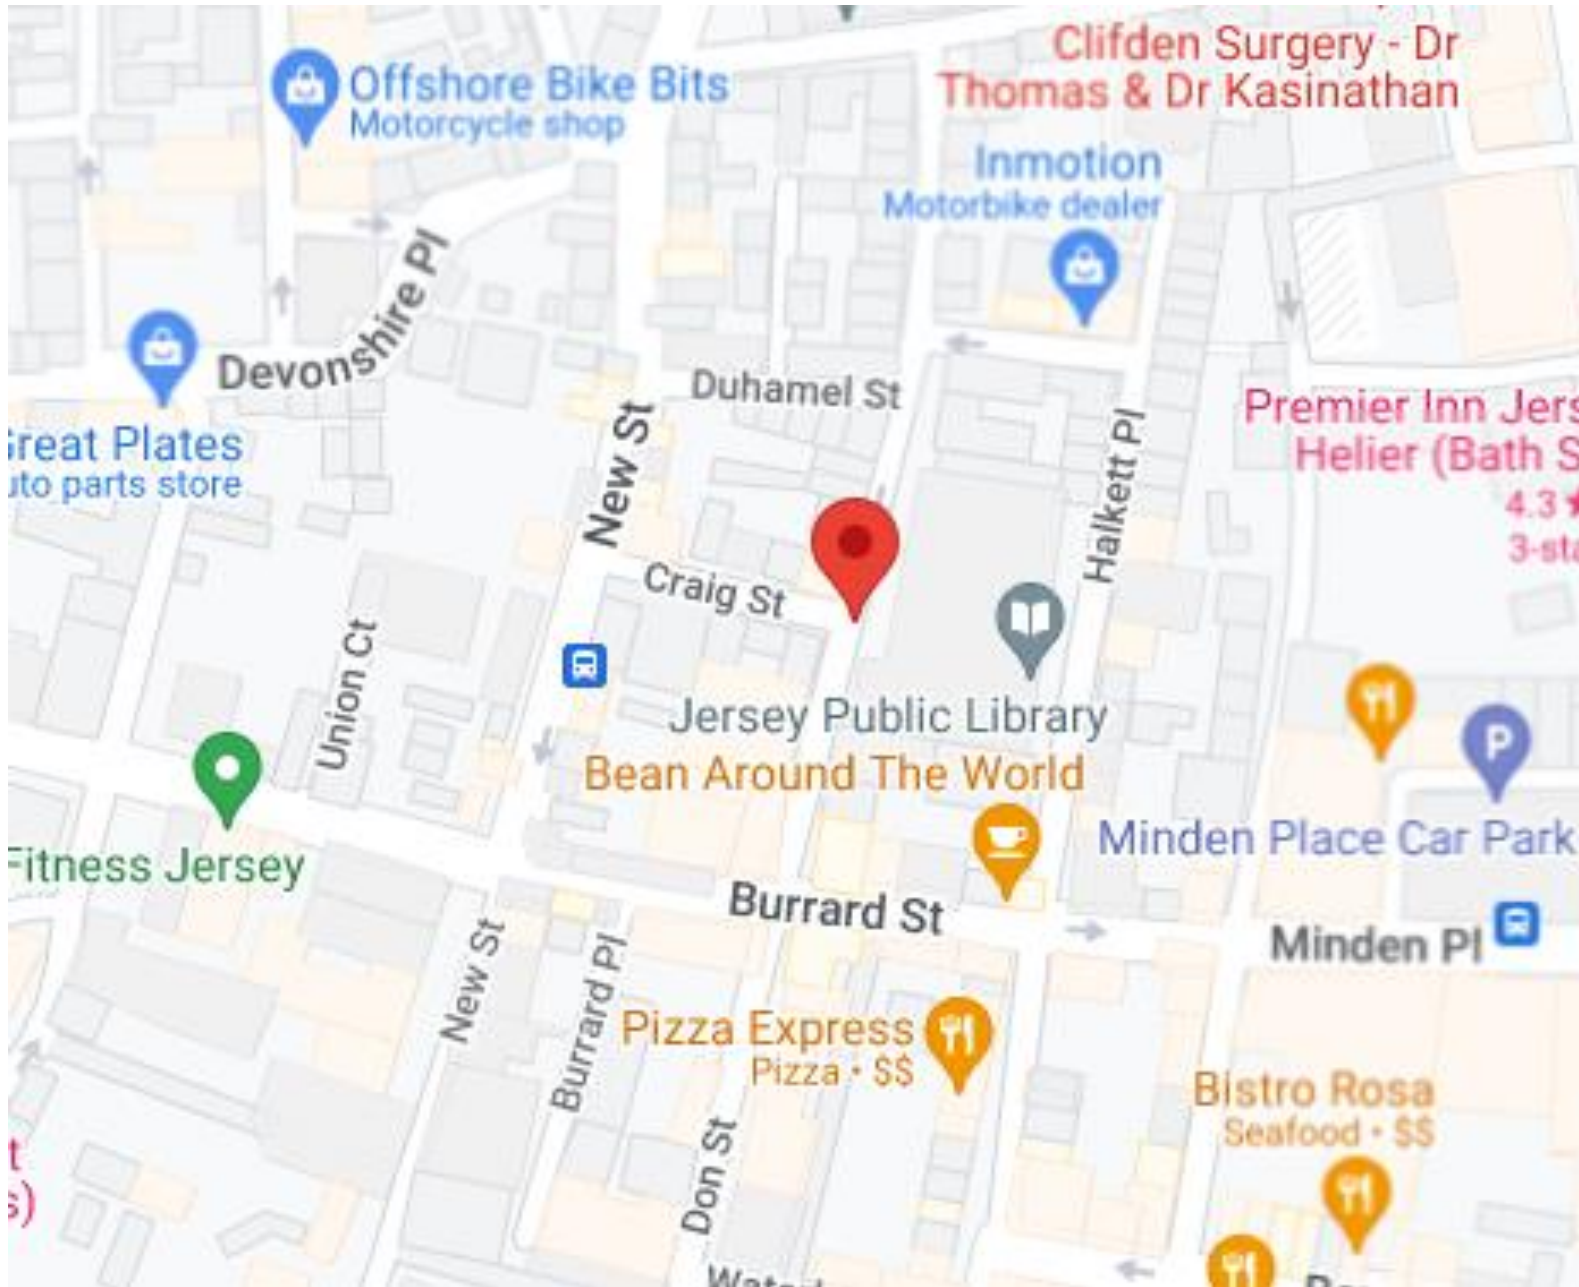 Clifden Surgery - Dr
Thomas & Dr Kasinathan
Offshore Bike Bits
Motorcycle shop
Inmotion
Motorbike dealer
Devonshire Pl
Duhamel St
Great Plates
auto parts store
New St
Halkett Pl
Premier Inn Jers
Helier (Bath S
4.3
3-sta
Craig St
Union Ct
Jersey Public Library
Bean Around The World
Minden Place Car Park
P
Fitness Jersey
Burrard St
Minden Pl
New St
Burrard Pl
Pizza Express
Pizza • $$
Bistro Rosa
Seafood • $$
Don St
t
s)